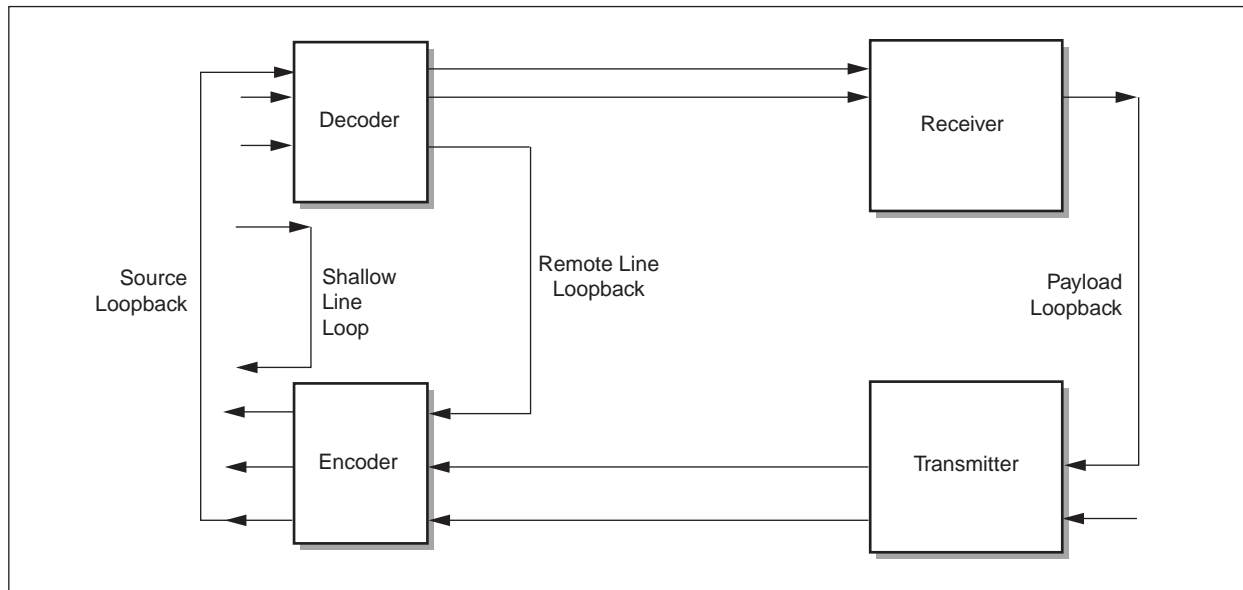 Decoder
Receiver
Source
Loopback
Shallow
Line
Loop
Remote Line
Loopback
Payload
Loopback
Encoder
Transmitter